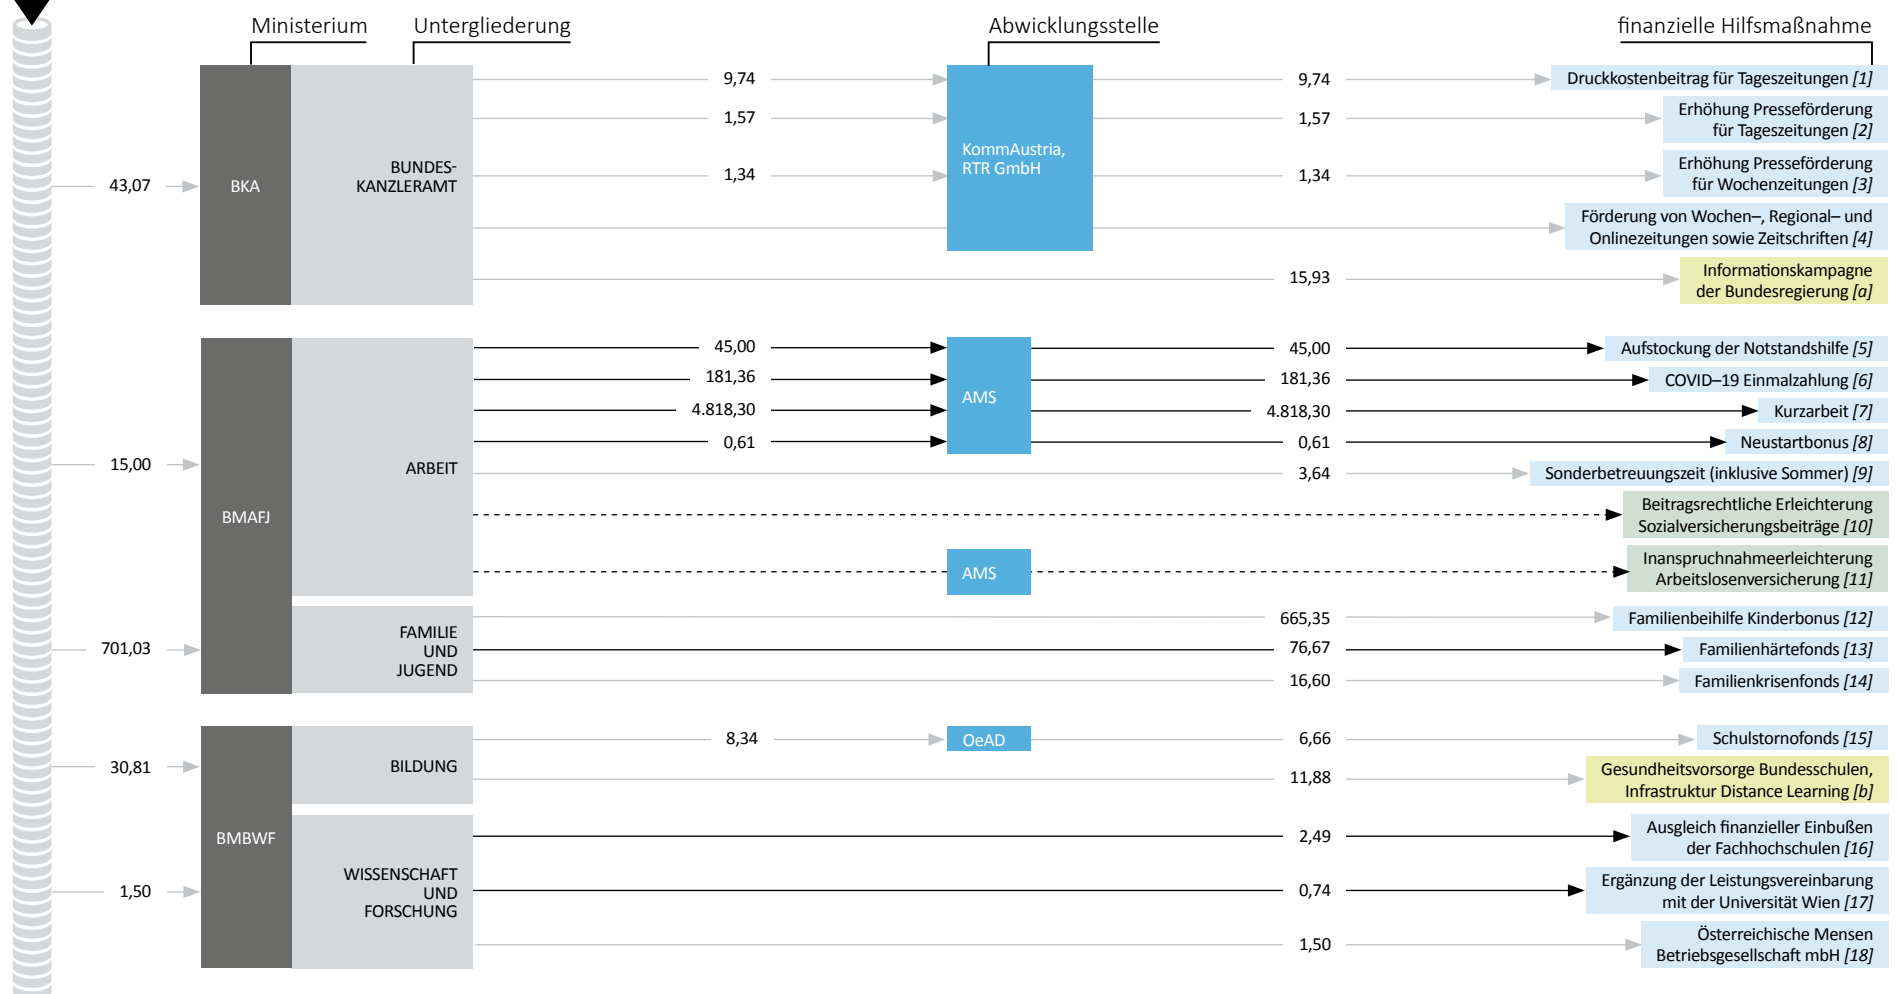 Ministerium
Untergliederung
Abwicklungsstelle
finanzielle Hilfsmaßnahme
43,07
BKA
BUNDES-
KANZLERAMT
9,74
1,57
1,34
KommAustria,
RTR GmbH
9,74
1,57
1,34
15,93
Druckkostenbeitrag für Tageszeitungen [1]
Erhöhung Presseförderung
für Tageszeitungen [2]
Erhöhung Presseförderung
für Wochenzeitungen [3]
Förderung von Wochen–, Regional– und
Onlinezeitungen sowie Zeitschriften [4]
Informationskampagne
der Bundesregierung [a]
15,00
701,03
BMAFJ
ARBEIT
45,00
181,36
4.818,30
0,61
AMS
45,00
181,36
4.818,30
0,61
3,64
Aufstockung der Notstandshilfe [5]
COVID–19 Einmalzahlung [6]
Kurzarbeit [7]
Neustartbonus [8]
Sonderbetreuungszeit (inklusive Sommer) [9]
Beitragsrechtliche Erleichterung
Sozialversicherungsbeiträge [10]
AMS
Inanspruchnahmeerleichterung
Arbeitslosenversicherung [11]
FAMILIE
UND
JUGEND
665,35
76,67
16,60
Familienbeihilfe Kinderbonus [12]
Familienhärtefonds [13]
Familienkrisenfonds [14]
30,81
1,50
BMBWF
BILDUNG
8,34
OeAD
6,66
11,88
Schulstornofonds [15]
Gesundheitsvorsorge Bundesschulen,
Infrastruktur Distance Learning [b]
WISSENSCHAFT
UND
FORSCHUNG
2,49
0,74
1,50
Ausgleich finanzieller Einbußen
der Fachhochschulen [16]
Ergänzung der Leistungsvereinbarung
mit der Universität Wien [17]
Österreichische Mensen
Betriebsgesellschaft mbH [18]